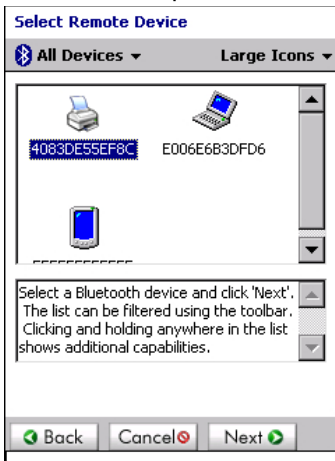 Select Remote Device
All Devices Large Icons
4083DE55EF8C E006E6B3DFD6
Select a Bluetooth device and click 'Next'.
The list can be filtered using the toolbar.
Clicking and holding anywhere in the list
shows additional capabilities.
Back Cancel Next